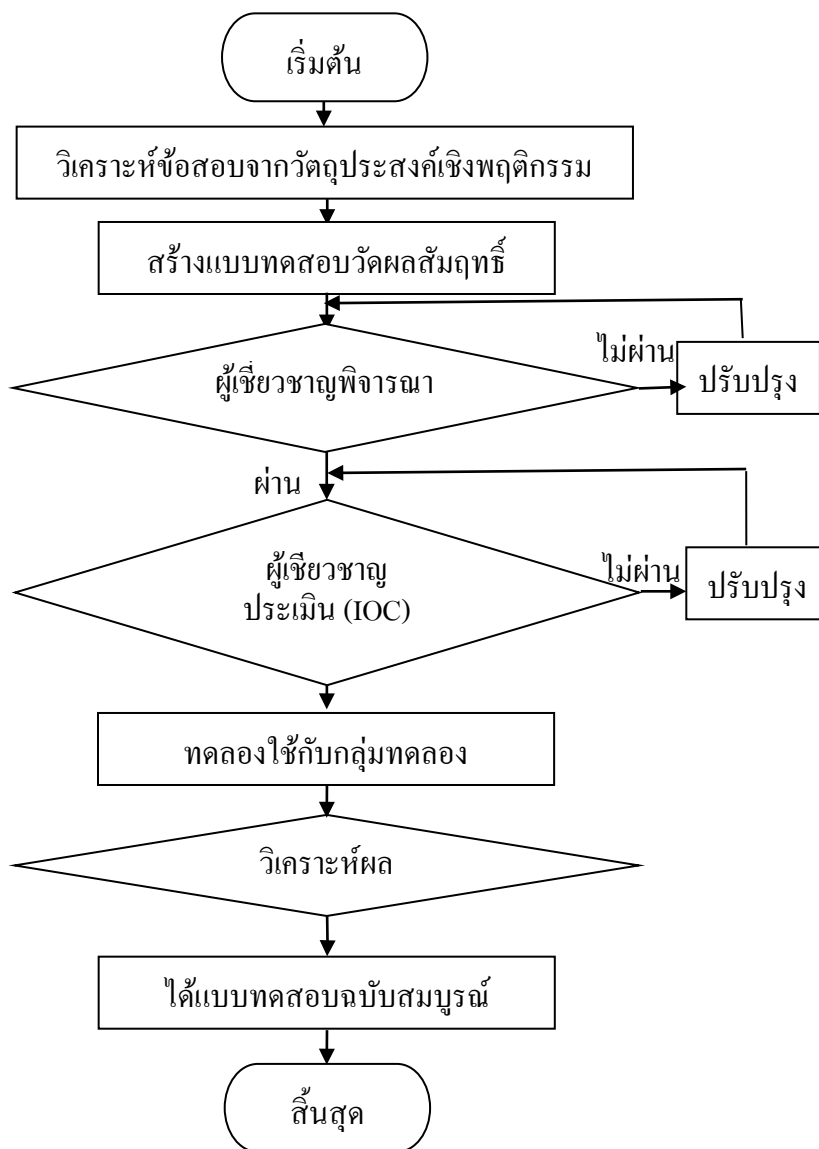 เริ่มต้น
วิเคราะห์ข้อสอบจากวัตถุประสงค์เชิงพฤติกรรม
สร้างแบบทดสอบวัดผลสัมฤทธิ์
ไม่ผ่าน
ผู้เชี่ยวชาญพิจารณา
ปรับปรุง
ผ่าน
ผู้เชียวชาญ
ประเมิน (IOC)
ไม่ผ่าน
ปรับปรุง
ทดลองใช้กับกลุ่มทดลอง
วิเคราะห์ผล
ได้แบบทดสอบฉบับสมบูรณ์
สิ้นสุด